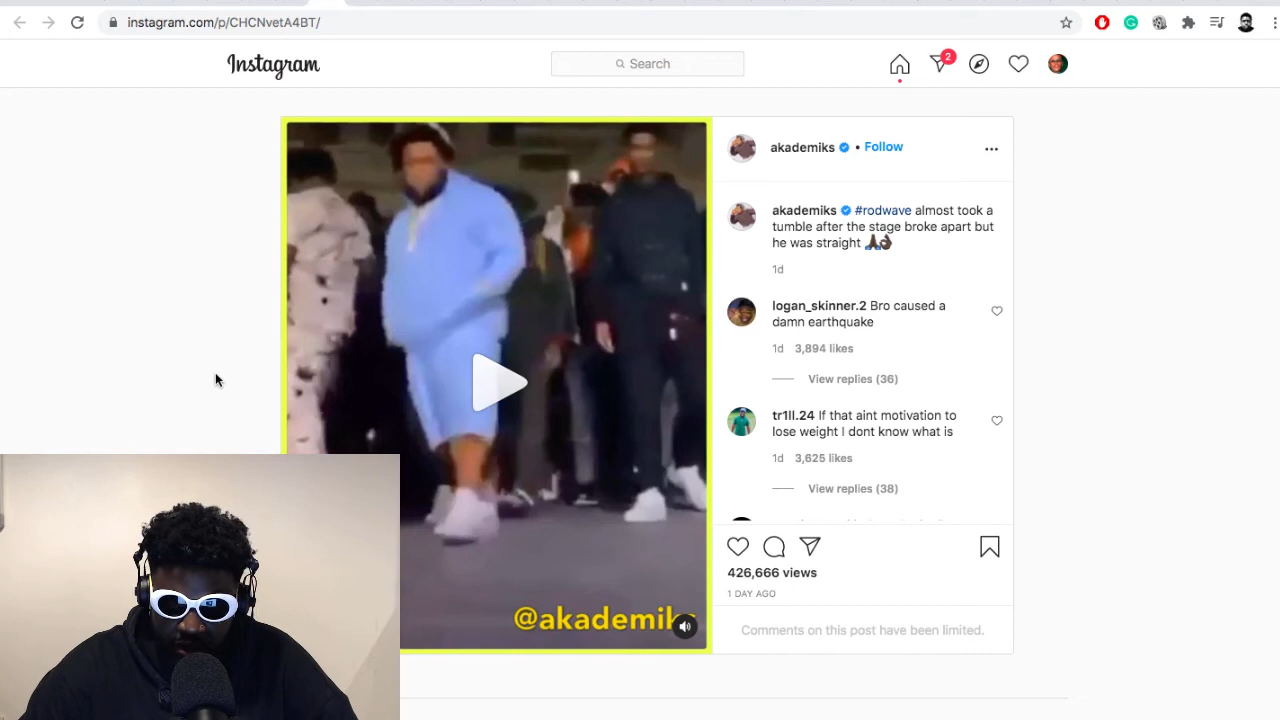 instagram.com/p/CHCNvetA4BT/
Instagram
Search
2
akademiks • Follow
akademiks #rodwave almost took a
tumble after the stage broke apart but
he was straight 🙏🏿👌🏿
1d
logan_skinner.2 Bro caused a
damn earthquake
1d 3,894 likes
View replies (36)
tr1ll.24 If that aint motivation to
lose weight I dont know what is
1d 3,625 likes
View replies (38)
@akademiks
426,666 views
1 DAY AGO
Comments on this post have been limited.